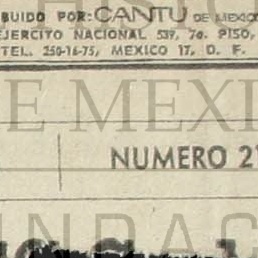 BUIDO POR: CANTU DE MEXICO
EJERCITO NACIONAL 539, 7o. PISO,
TEL. 250-16-75, MEXICO 17, D. F.
E MEXI
NUMERO 2
NDAC